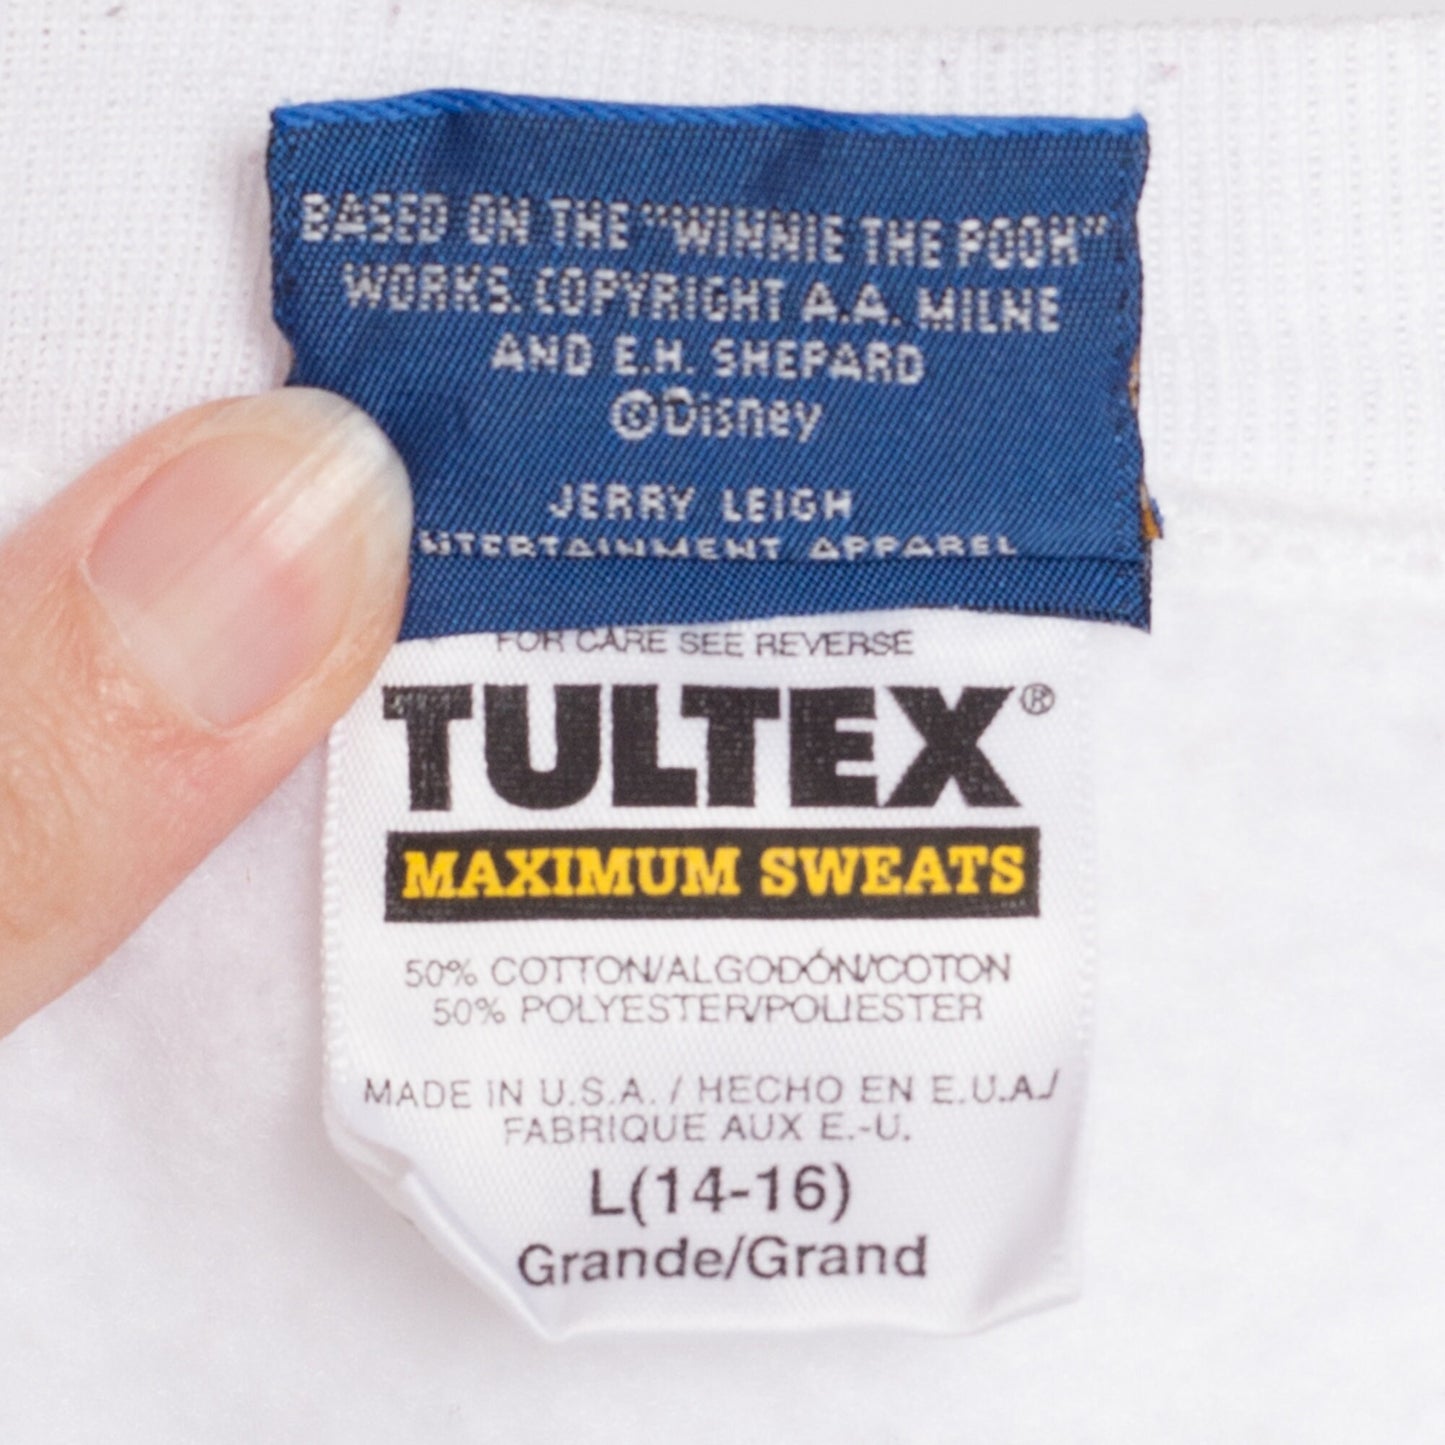 BASED ON THE "WINNIE THE POOH"
WORKS. COPYRIGHT A.A. MILNE
AND E.H. SHEPARD
©Disney
JERRY LEIGH
NTERTAINMENT APPAREL
FOR CARE SEE REVERSE
TULTEX®
MAXIMUM SWEATS
50% COTTON/ALGODÓN/COTON
50% POLYESTER/POLIESTER
MADE IN U.S.A. / HECHO EN E.U.A./
FABRIQUE AUX E.-U.
L(14-16)
Grande/Grand